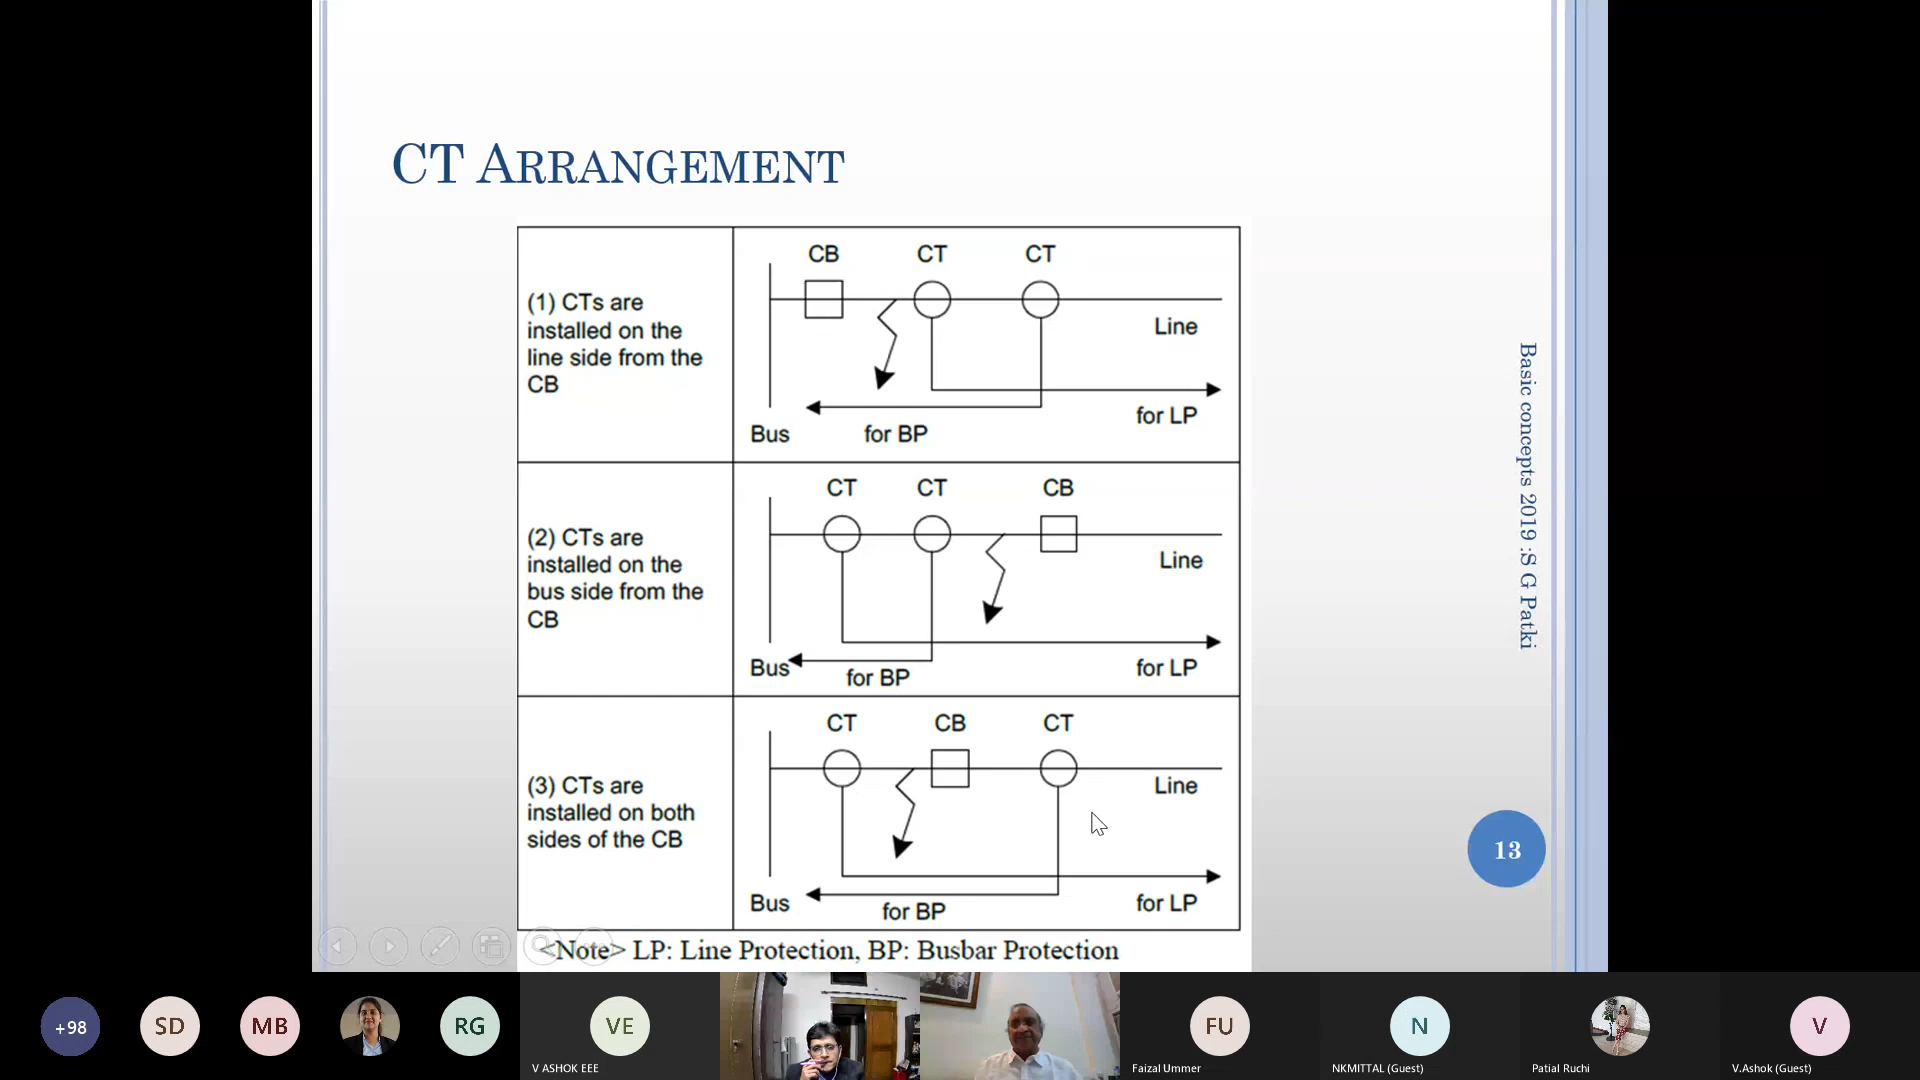 CT ARRANGEMENT
(1) CTs are
installed on the
line side from the
CB
CB CT CT
Line
for LP
Bus for BP
(2) CTs are
installed on the
bus side from the
CB
CT CT CB
Line
Bus for BP for LP
(3) CTs are
installed on both
sides of the CB
CT CB CT
Line
Bus for BP for LP
<Note> LP: Line Protection, BP: Busbar Protection
Basic concepts 2019 :S G Patki
13
+98 SD MB RG VE FU N V
V ASHOK EEE Faizal Ummer NKMITTAL (Guest) Patial Ruchi V.Ashok (Guest)